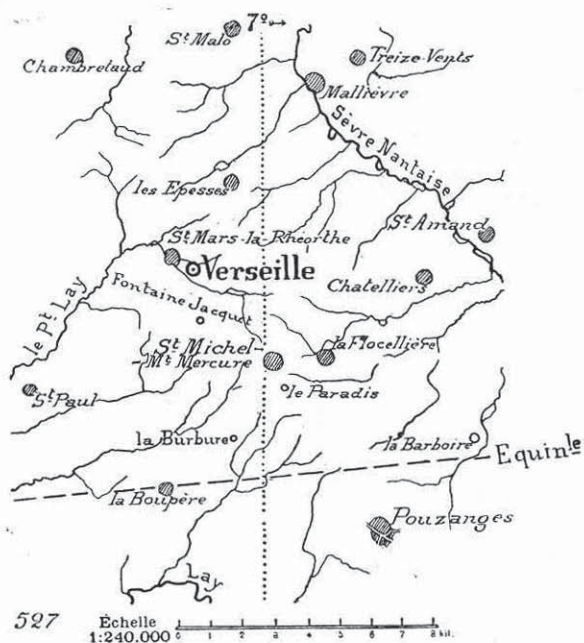 7º
St Malo
Treize-Vents
Chambretaud
Mallièvre
Sèvre Nantaise
les Epesses
St Amand
St Mars-la-Rhéorthe
Verseille
Chatelliers
Fontaine Jacquet
le Pt Lay
St Michel-
Mt Mercure
la Flocellière
le Paradis
St Paul
la Burbure
la Barboire
Equinle
la Boupère
Pouzanges
Lay
527
Échelle
1:240.000
0 1 2 3 4 5 6 7 8 kil.